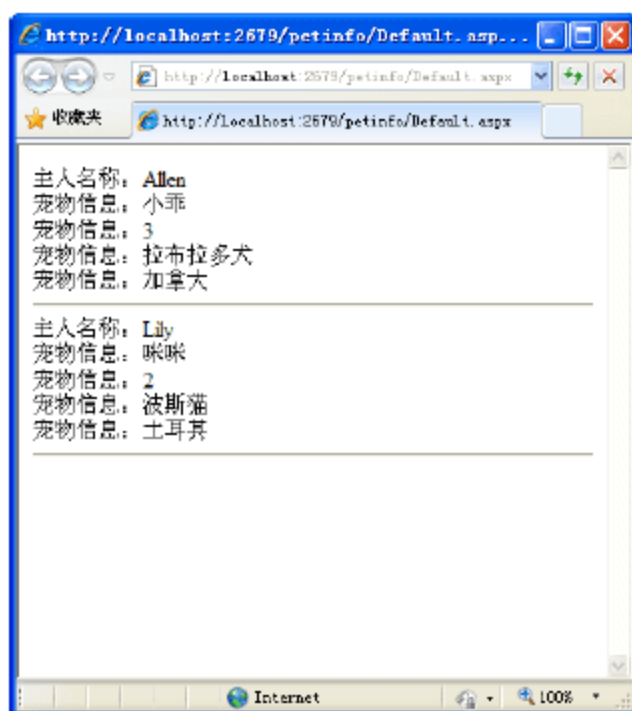 http://localhost:2679/petinfo/Default.asp...
http://localhost:2679/petinfo/Default.aspx
收藏夹
http://localhost:2679/petinfo/Default.aspx
主人名称：Allen
宠物信息：小乖
宠物信息：3
宠物信息：拉布拉多犬
宠物信息：加拿大
主人名称：Lily
宠物信息：咪咪
宠物信息：2
宠物信息：波斯猫
宠物信息：土耳其
Internet
100%